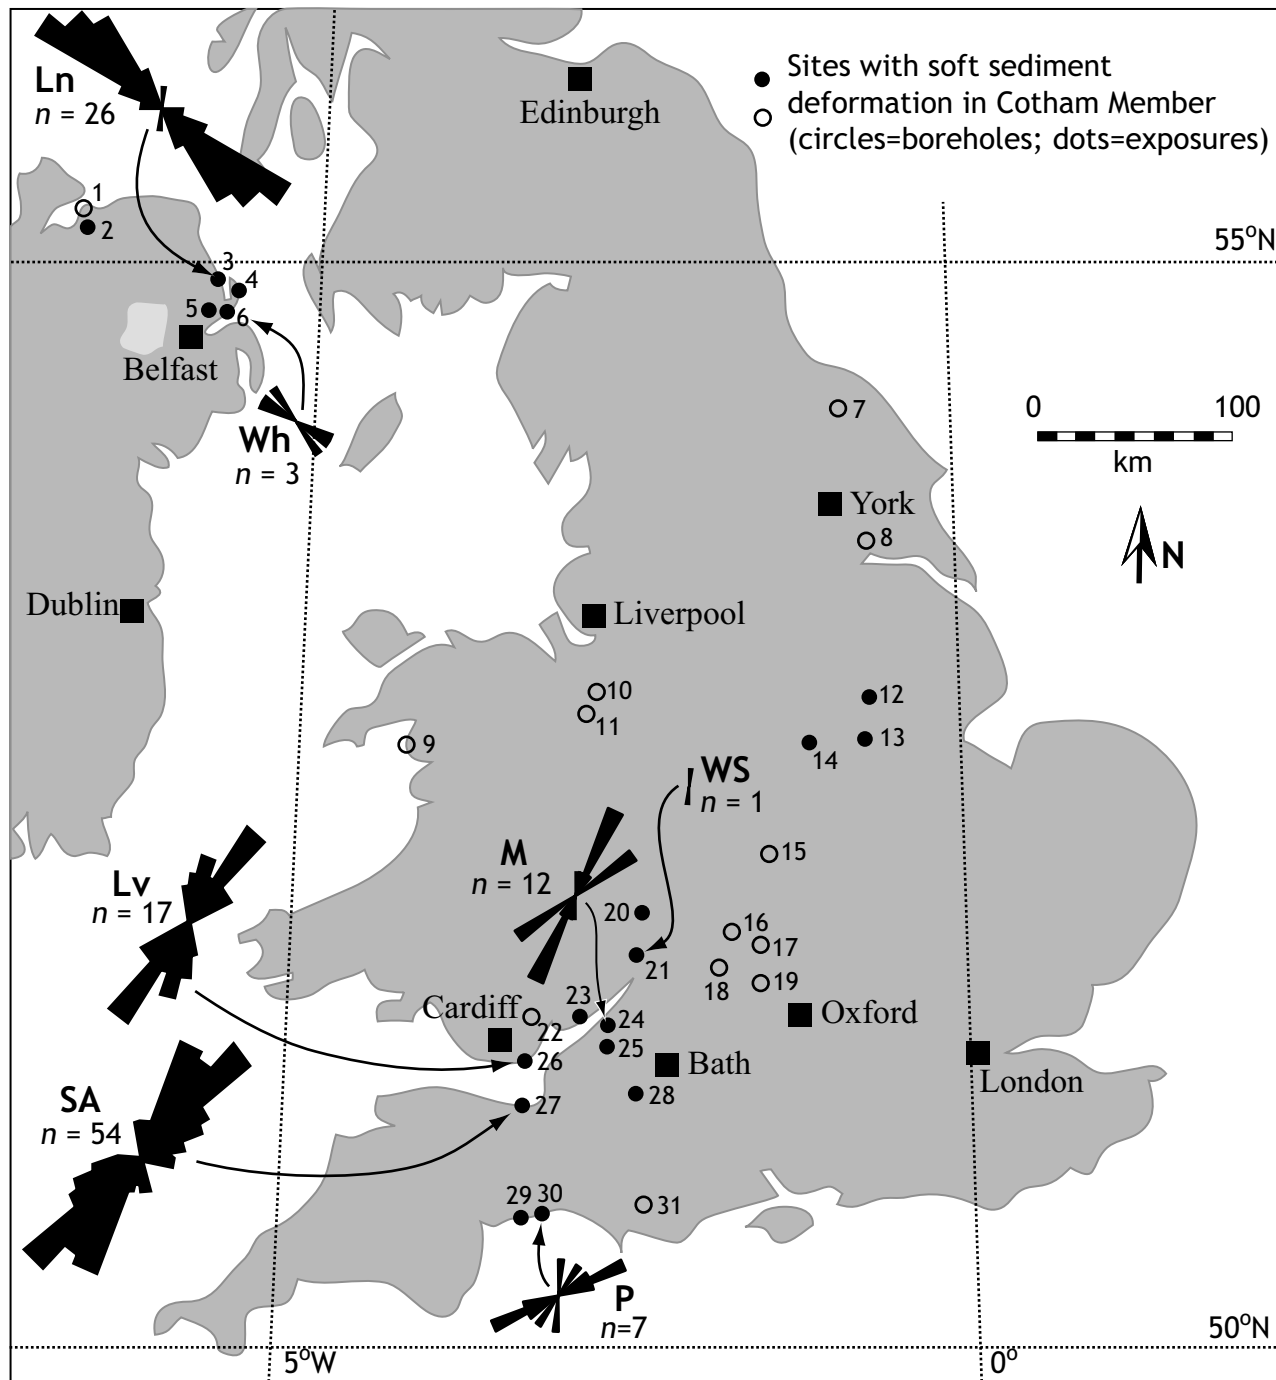 Ln
n = 26
Edinburgh
Sites with soft sediment
deformation in Cotham Member
(circles=boreholes; dots=exposures)
1
2
55°N
3
4
5
6
Belfast
Wh
n = 3
7
0 100
km
York
8
N
Dublin
Liverpool
10
11
9
12
13
14
WS
n = 1
M
n = 12
15
Lv
n = 17
20
16
17
21
18
19
Cardiff
22
23
24
25
Oxford
26
Bath
London
SA
n = 54
27
28
29
30
31
P
n=7
50°N
5°W
0°